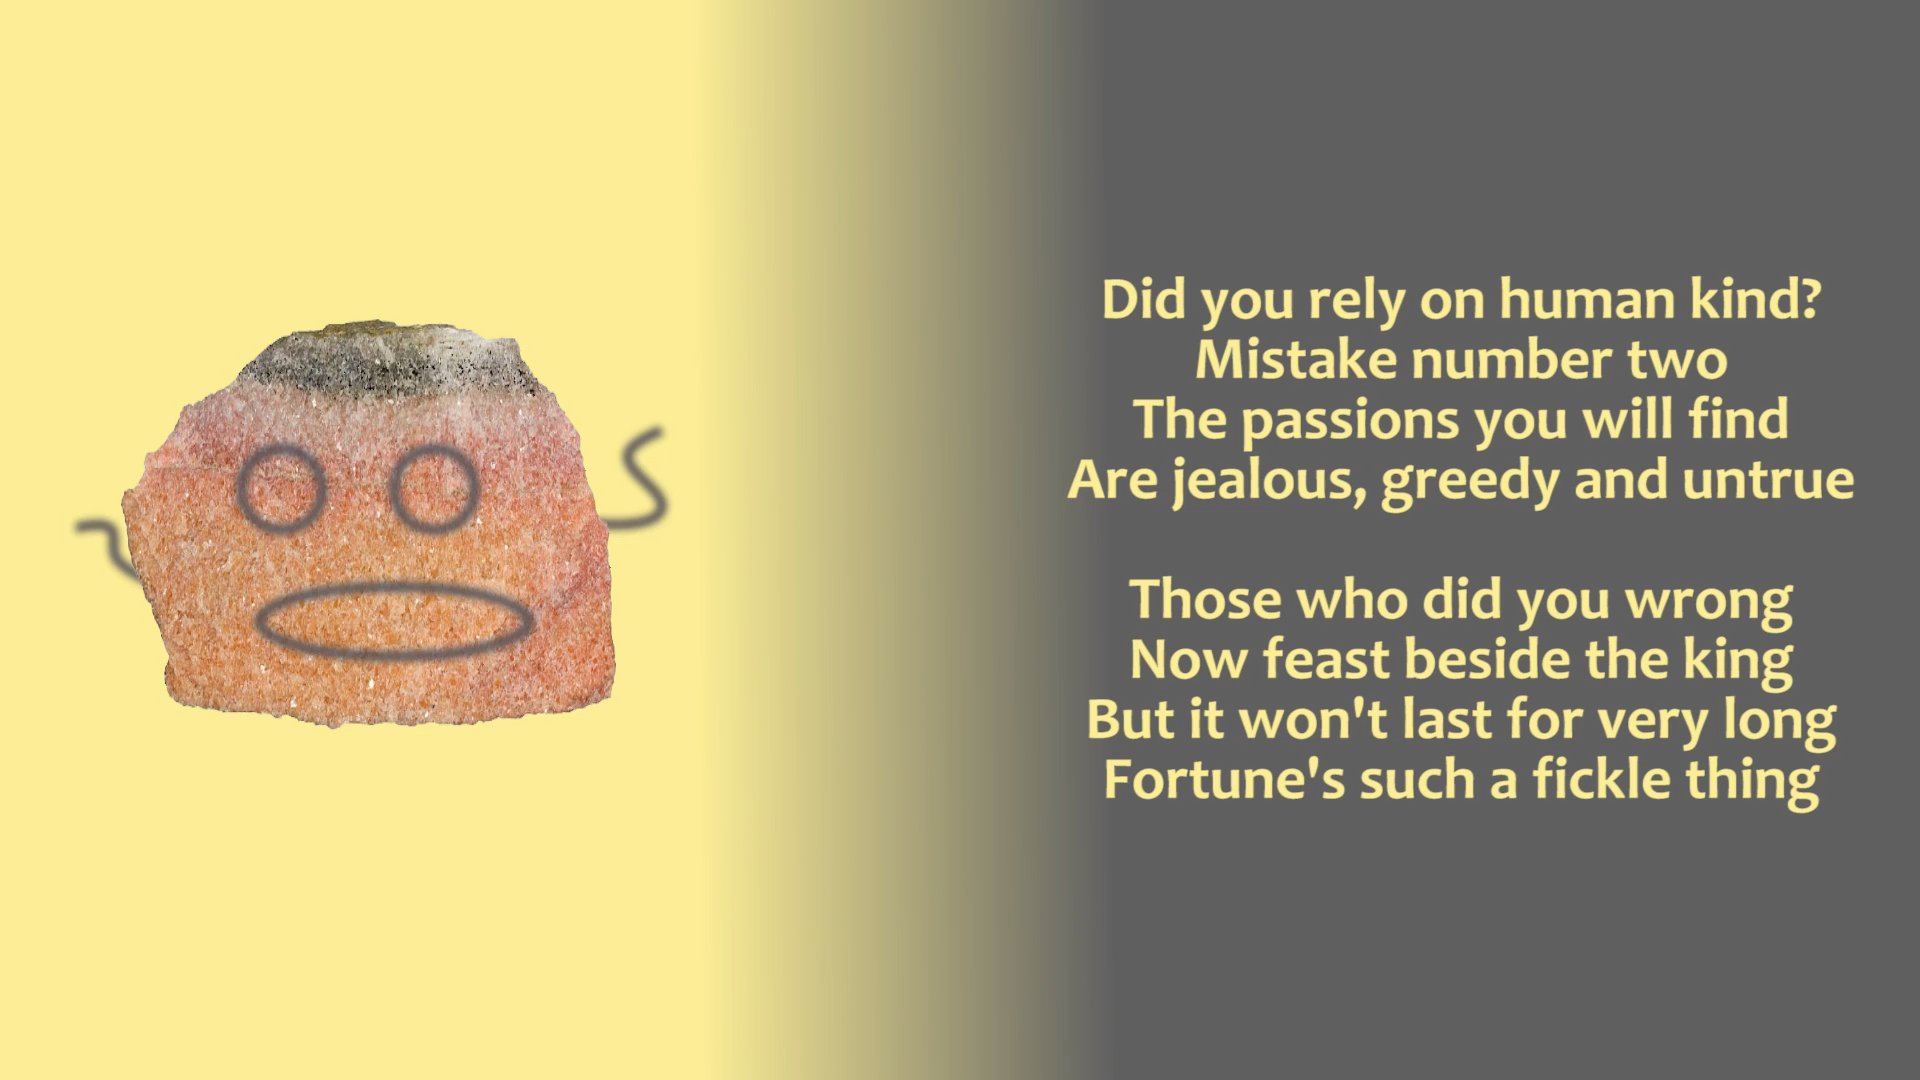 Did you rely on human kind?
Mistake number two
The passions you will find
Are jealous, greedy and untrue
Those who did you wrong
Now feast beside the king
But it won't last for very long
Fortune's such a fickle thing